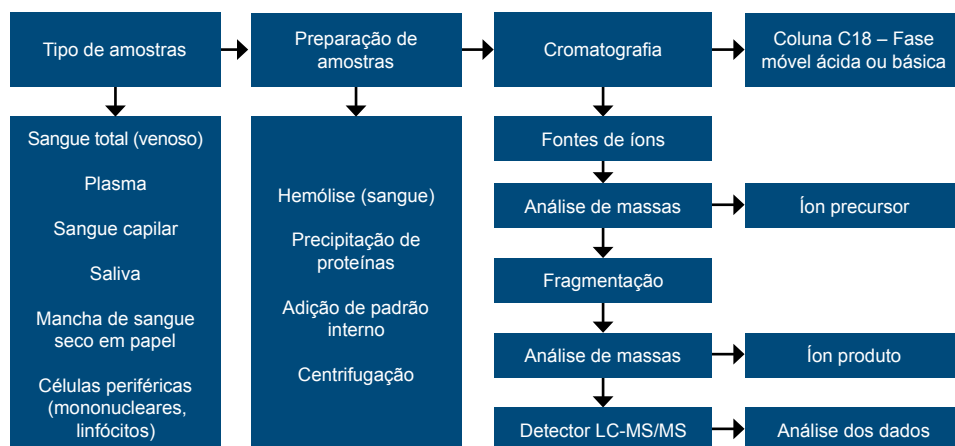 Tipo de amostras
Preparação de
amostras
Cromatografia
Coluna C18 – Fase
móvel ácida ou básica
Sangue total (venoso)
Plasma
Sangue capilar
Saliva
Mancha de sangue
seco em papel
Células periféricas
(mononucleares,
linfócitos)
Hemólise (sangue)
Precipitação de
proteínas
Adição de padrão
interno
Centrifugação
Fontes de íons
Análise de massas
Íon precursor
Fragmentação
Análise de massas
Íon produto
Detector LC-MS/MS
Análise dos dados